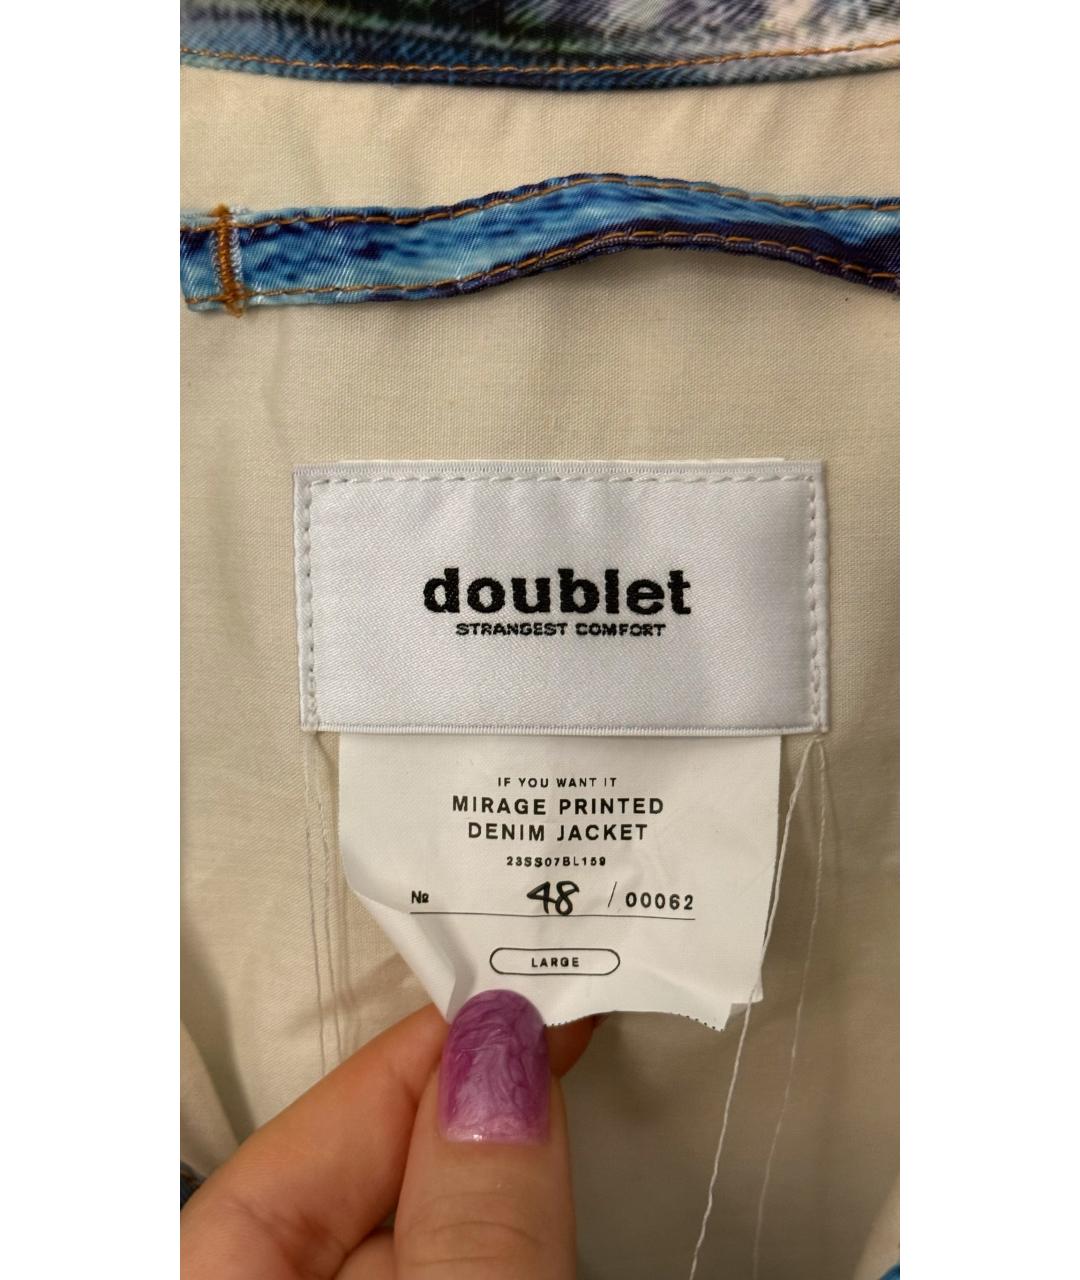 doublet
STRANGEST COMFORT
IF YOU WANT IT
MIRAGE PRINTED
DENIM JACKET
23SS07BL159
№ 48 / 00062
LARGE